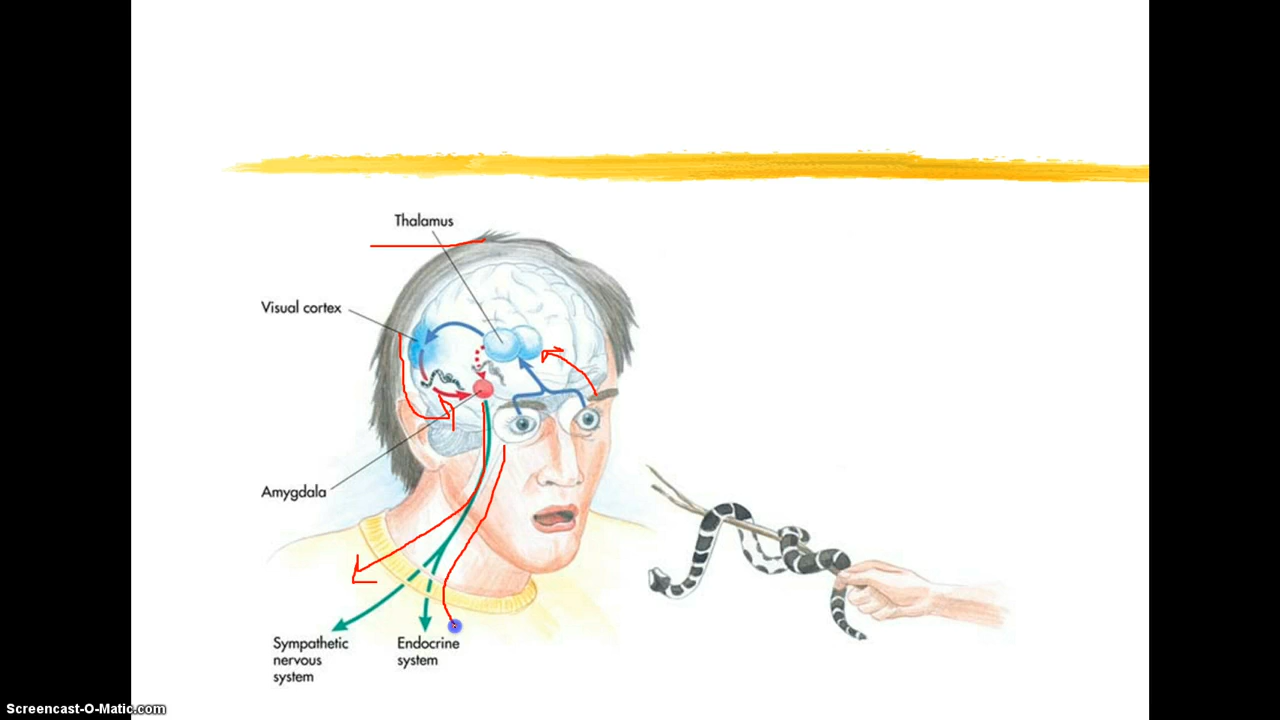 Thalamus
Visual cortex
Amygdala
Sympathetic
nervous
system
Endocrine
system
Screencast-O-Matic.com